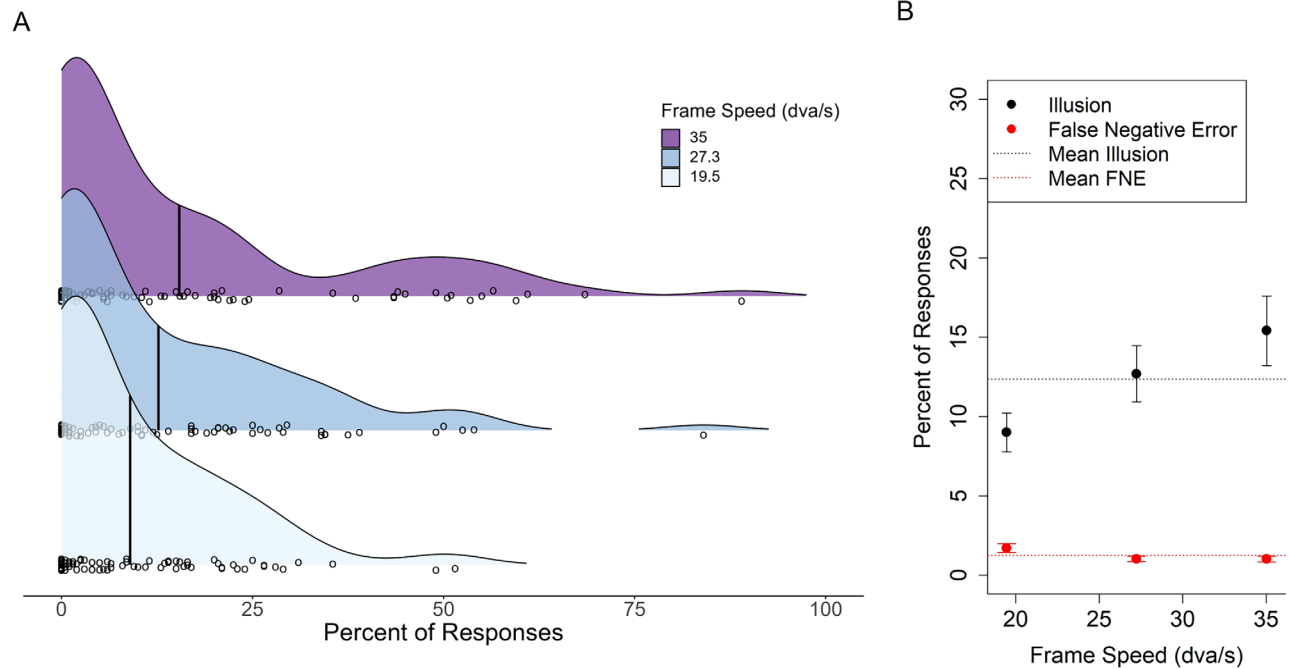 A
Frame Speed (dva/s)
35
27.3
19.5
0
25
50
75
100
Percent of Responses
B
Illusion
False Negative Error
Mean Illusion
Mean FNE
30
25
20
15
10
5
0
Percent of Responses
20
25
30
35
Frame Speed (dva/s)